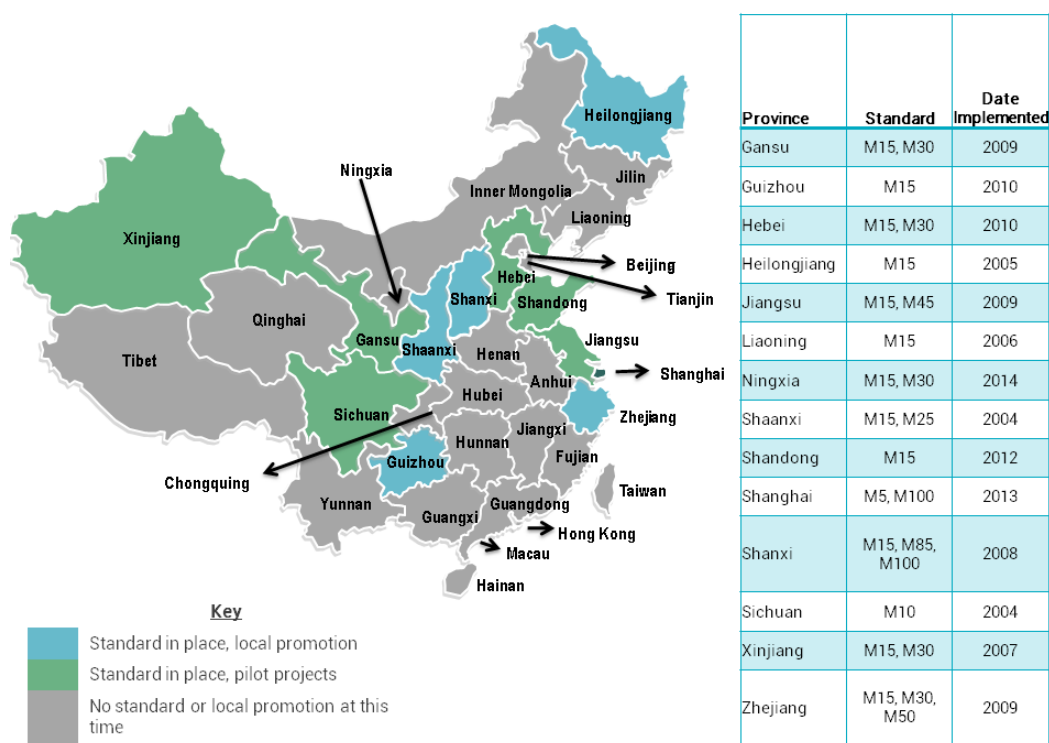 Heilongjiang
Ningxia
Jilin
Inner Mongolia
Liaoning
Xinjiang
Beijing
Hebei
Shanxi
Tianjin
Shandong
Qinghai
Gansu
Jiangsu
Shaanxi
Henan
Tibet
Shanghai
Anhui
Hubei
Sichuan
Zhejiang
Jiangxi
Hunnan
Guizhou
Fujian
Chongquing
Taiwan
Yunnan
Guangdong
Guangxi
Hong Kong
Macau
Hainan
Key
Standard in place, local promotion
Standard in place, pilot projects
No standard or local promotion at this
time
Date
Province Standard Implemented
Gansu M15, M30 2009
Guizhou M15 2010
Hebei M15, M30 2010
Heilongjiang M15 2005
Jiangsu M15, M45 2009
Liaoning M15 2006
Ningxia M15, M30 2014
Shaanxi M15, M25 2004
Shandong M15 2012
Shanghai M5, M100 2013
Shanxi M15, M85, 2008
M100
Sichuan M10 2004
Xinjiang M15, M30 2007
Zhejiang M15, M30, 2009
M50